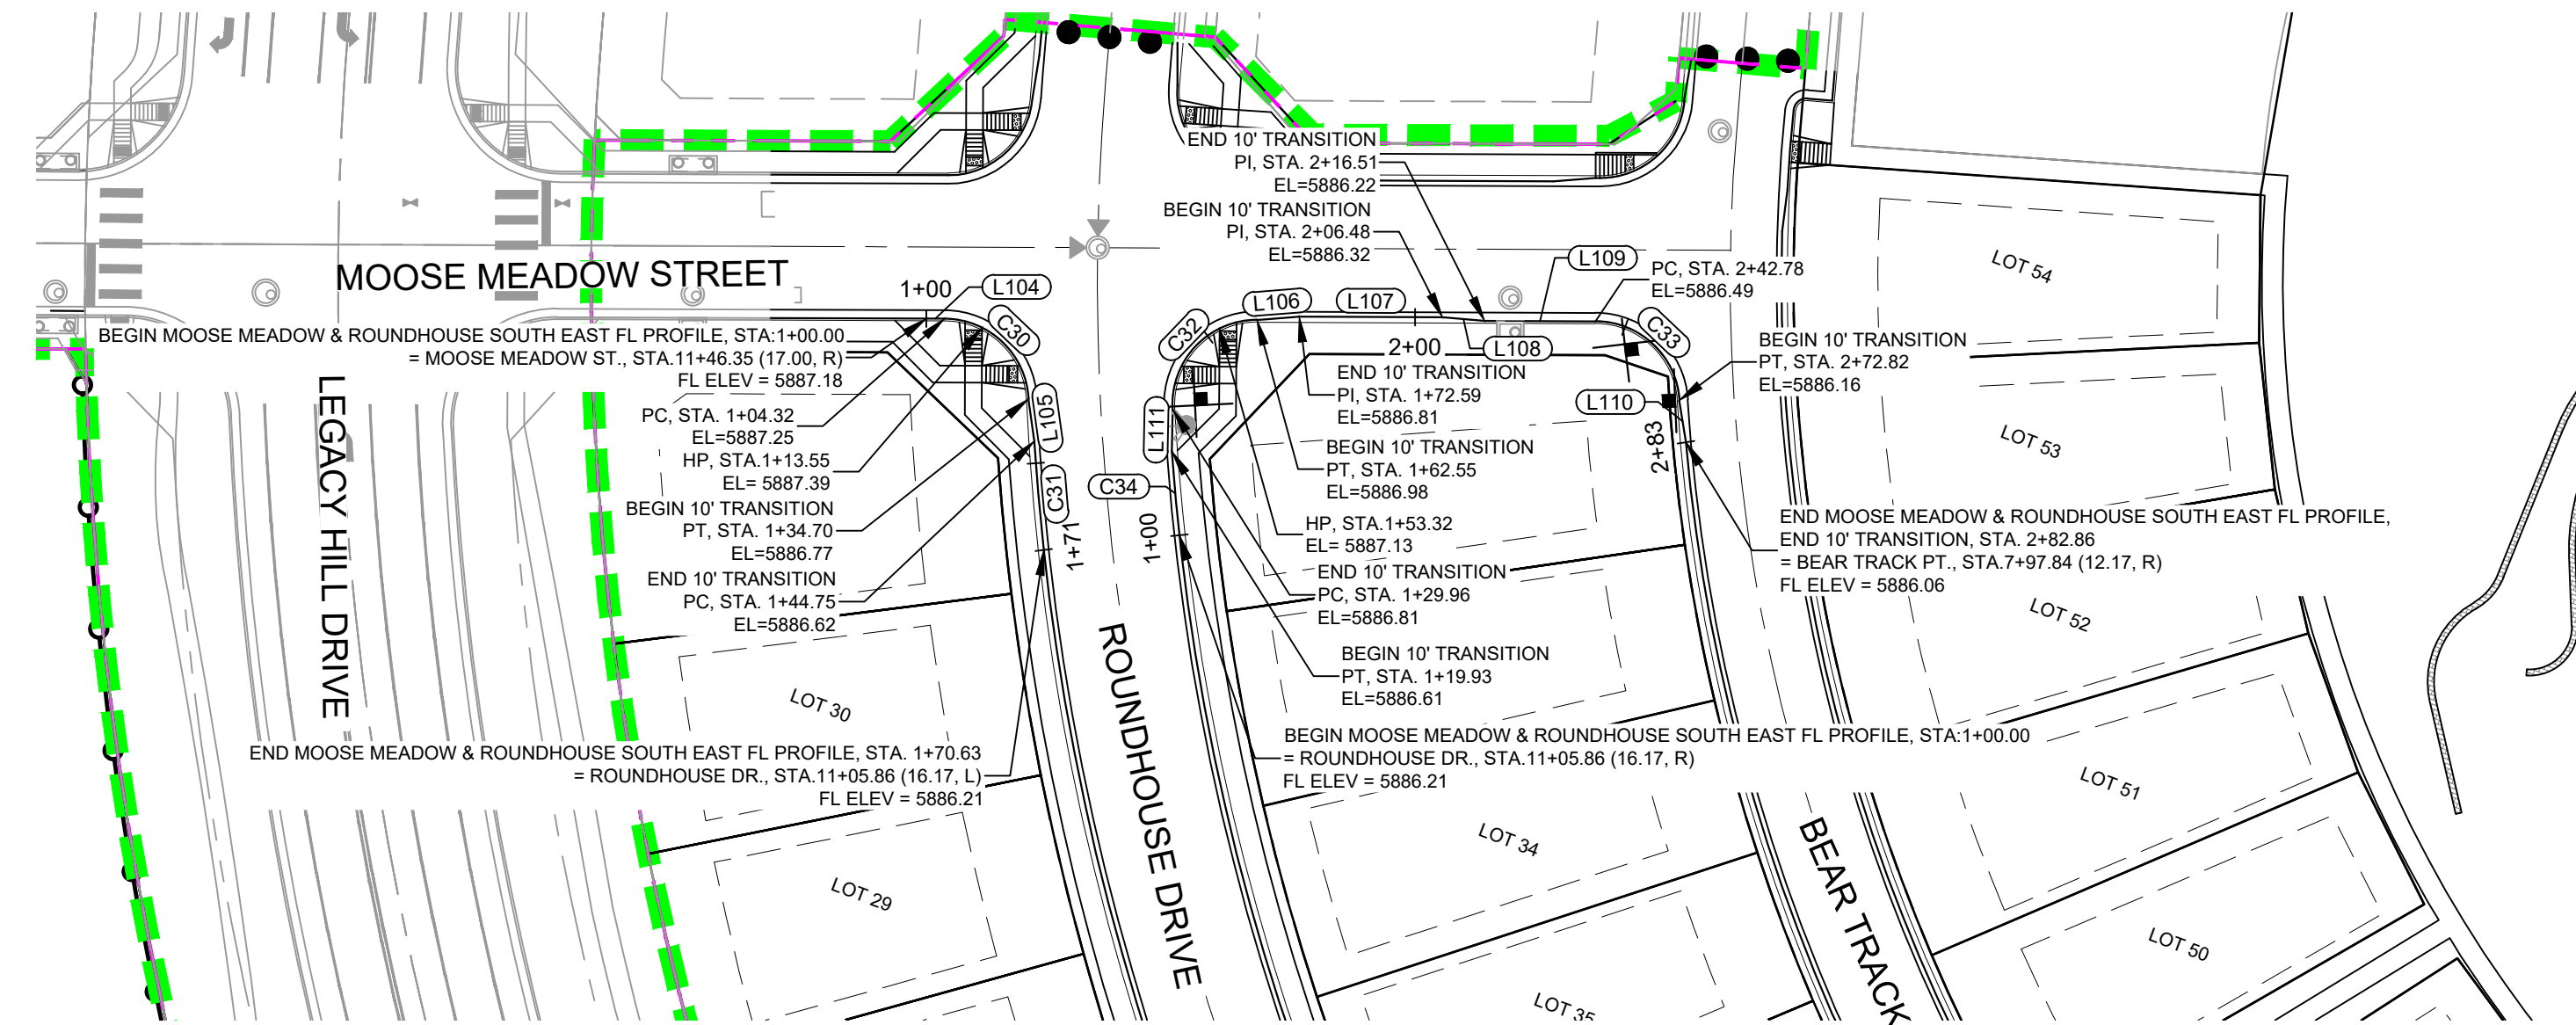 END 10' TRANSITION
PI, STA. 2+16.51
EL=5886.22
BEGIN 10' TRANSITION
PI, STA. 2+06.48
EL=5886.32
L109
PC, STA. 2+42.78
EL=5886.49
LOT 54
MOOSE MEADOW STREET
1+00
L104
L106
L107
C30
C32
C33
BEGIN MOOSE MEADOW & ROUNDHOUSE SOUTH EAST FL PROFILE, STA:1+00.00
= MOOSE MEADOW ST., STA.11+46.35 (17.00, R)
FL ELEV = 5887.18
2+00
L108
BEGIN 10' TRANSITION
PT, STA. 2+72.82
EL=5886.16
END 10' TRANSITION
PI, STA. 1+72.59
EL=5886.81
L110
PC, STA. 1+04.32
EL=5887.25
HP, STA.1+13.55
EL= 5887.39
L105
L111
2+83
LOT 53
BEGIN 10' TRANSITION
PT, STA. 1+62.55
EL=5886.98
C31
C34
BEGIN 10' TRANSITION
PT, STA. 1+34.70
EL=5886.77
HP, STA.1+53.32
EL= 5887.13
1+71
1+00
END MOOSE MEADOW & ROUNDHOUSE SOUTH EAST FL PROFILE,
END 10' TRANSITION, STA. 2+82.86
= BEAR TRACK PT., STA.7+97.84 (12.17, R)
FL ELEV = 5886.06
LEGACY HILL DRIVE
END 10' TRANSITION
PC, STA. 1+44.75
EL=5886.62
END 10' TRANSITION
PC, STA. 1+29.96
EL=5886.81
LOT 52
BEGIN 10' TRANSITION
PT, STA. 1+19.93
EL=5886.61
LOT 30
ROUNDHOUSE DRIVE
END MOOSE MEADOW & ROUNDHOUSE SOUTH EAST FL PROFILE, STA. 1+70.63
= ROUNDHOUSE DR., STA.11+05.86 (16.17, L)
FL ELEV = 5886.21
BEGIN MOOSE MEADOW & ROUNDHOUSE SOUTH EAST FL PROFILE, STA:1+00.00
= ROUNDHOUSE DR., STA.11+05.86 (16.17, R)
FL ELEV = 5886.21
LOT 51
LOT 34
BEAR TRACK
LOT 29
LOT 50
LOT 35